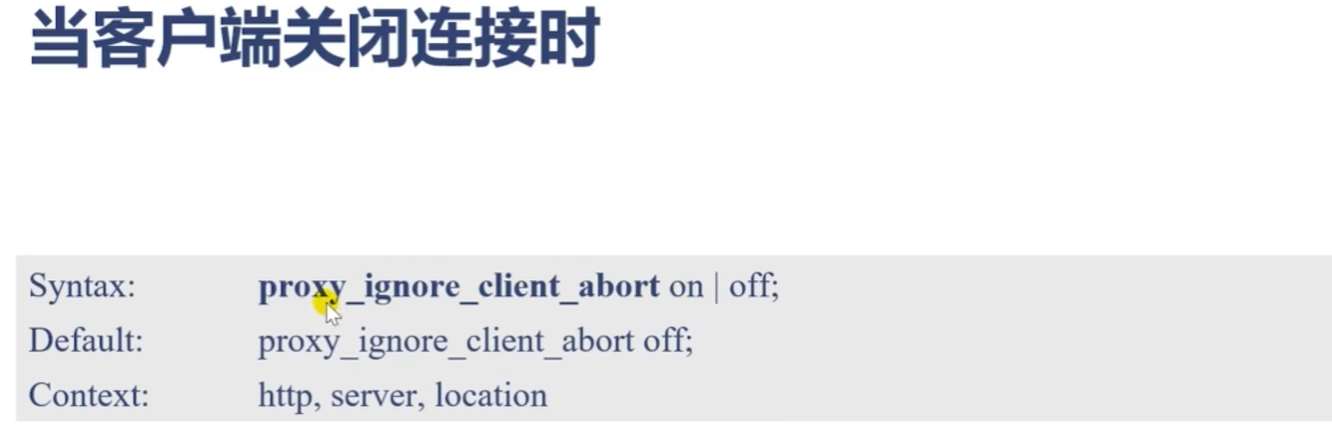 当客户端关闭连接时
Syntax: proxy_ignore_client_abort on | off;
Default: proxy_ignore_client_abort off;
Context: http, server, location